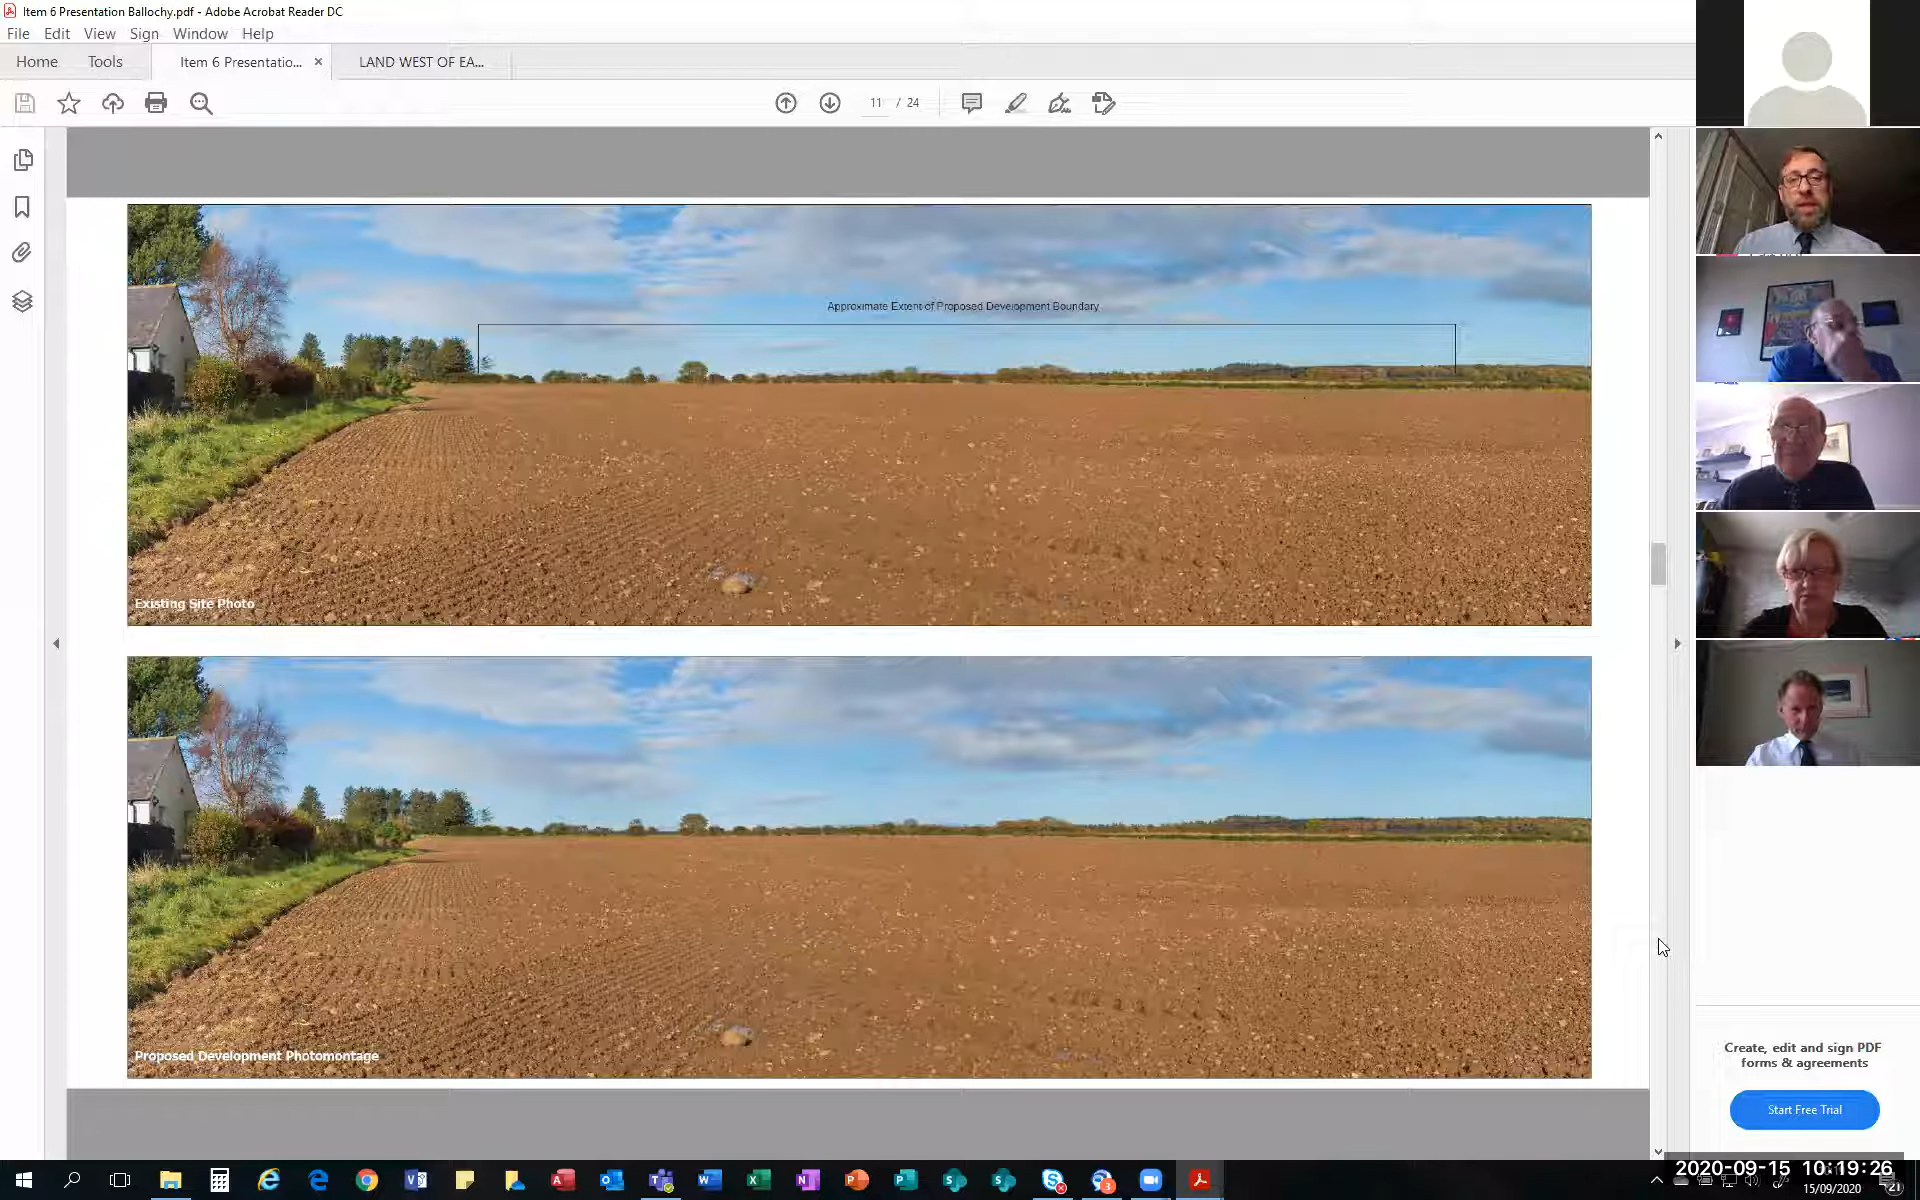 Item 6 Presentation Ballochy.pdf - Adobe Acrobat Reader DC
File Edit View Sign Window Help
Home Tools Item 6 Presentatio... × LAND WEST OF EA...
11 / 24
Approximate Extent of Proposed Development Boundary
Existing Site Photo
Proposed Development Photomontage
Create, edit and sign PDF
forms & agreements
Start Free Trial
2020-09-15 10:19:26
15/09/2020
21